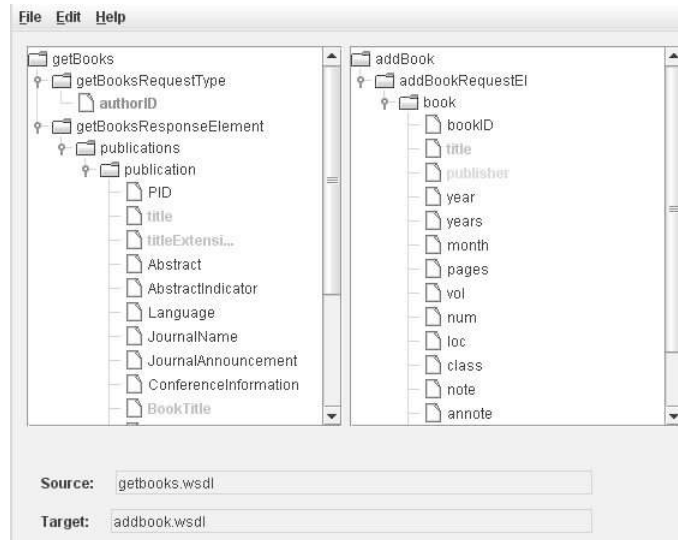 File Edit Help
getBooks
getBooksRequestType
authorID
getBooksResponseElement
publications
publication
PID
title
titleExtensi...
Abstract
AbstractIndicator
Language
JournalName
JournalAnnouncement
ConferenceInformation
BookTitle
addBook
addBookRequestEl
book
bookID
title
publisher
year
years
month
pages
vol
num
loc
class
note
annote
Source: getbooks.wsdl
Target: addbook.wsdl